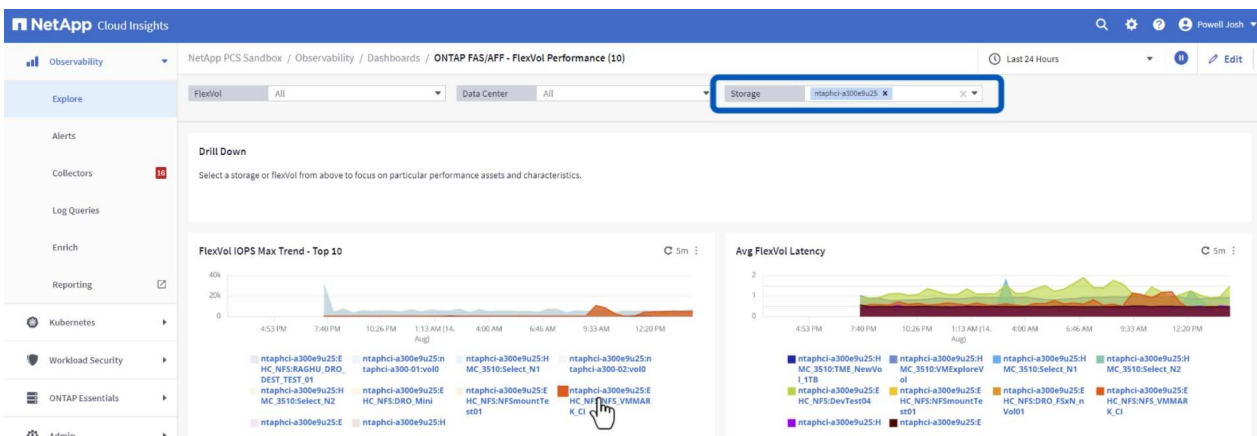 NetApp Cloud Insights
Powell Josh
Observability
NetApp PCS Sandbox / Observability / Dashboards / ONTAP FAS/AFF - FlexVol Performance (10)
Last 24 Hours
Edit
Explore
FlexVol All
Data Center All
Storage ntaphci-a300e9u25 x
Alerts
Collectors 16
Log Queries
Enrich
Reporting
Kubernetes
Workload Security
ONTAP Essentials
Admin
Drill Down
Select a storage or flexVol from above to focus on particular performance assets and characteristics.
FlexVol IOPS Max Trend - Top 10
5m
40k
20k
0
4:53 PM 7:40 PM 10:26 PM 1:13 AM (14. Aug) 4:00 AM 6:46 AM 9:33 AM 12:20 PM
ntaphci-a300e9u25:E
HC_NFS:RAGHU_DRO_
DEST_TEST_01
ntaphci-a300e9u25:n
taphci-a300-01:vol0
ntaphci-a300e9u25:H
MC_3510:Select_N1
ntaphci-a300e9u25:n
taphci-a300-02:vol0
ntaphci-a300e9u25:H
MC_3510:Select_N2
ntaphci-a300e9u25:E
HC_NFS:DRO_Mini
ntaphci-a300e9u25:E
HC_NFS:NFSmountTe
st01
ntaphci-a300e9u25:E
HC_NFS:NFS_VMMAR
K_CI
ntaphci-a300e9u25:E
ntaphci-a300e9u25:H
Avg FlexVol Latency
5m
2
1
0
4:53 PM 7:40 PM 10:26 PM 1:13 AM (14. Aug) 4:00 AM 6:46 AM 9:33 AM 12:20 PM
ntaphci-a300e9u25:H
MC_3510:TME_NewVo
l_1TB
ntaphci-a300e9u25:H
MC_3510:VMExploreV
ol
ntaphci-a300e9u25:H
MC_3510:Select_N1
ntaphci-a300e9u25:H
MC_3510:Select_N2
ntaphci-a300e9u25:E
HC_NFS:DevTest04
ntaphci-a300e9u25:E
HC_NFS:NFSmountTe
st01
ntaphci-a300e9u25:E
HC_NFS:DRO_FSxN_n
Vol01
ntaphci-a300e9u25:E
HC_NFS:NFS_VMMAR
K_CI
ntaphci-a300e9u25:H
ntaphci-a300e9u25:E